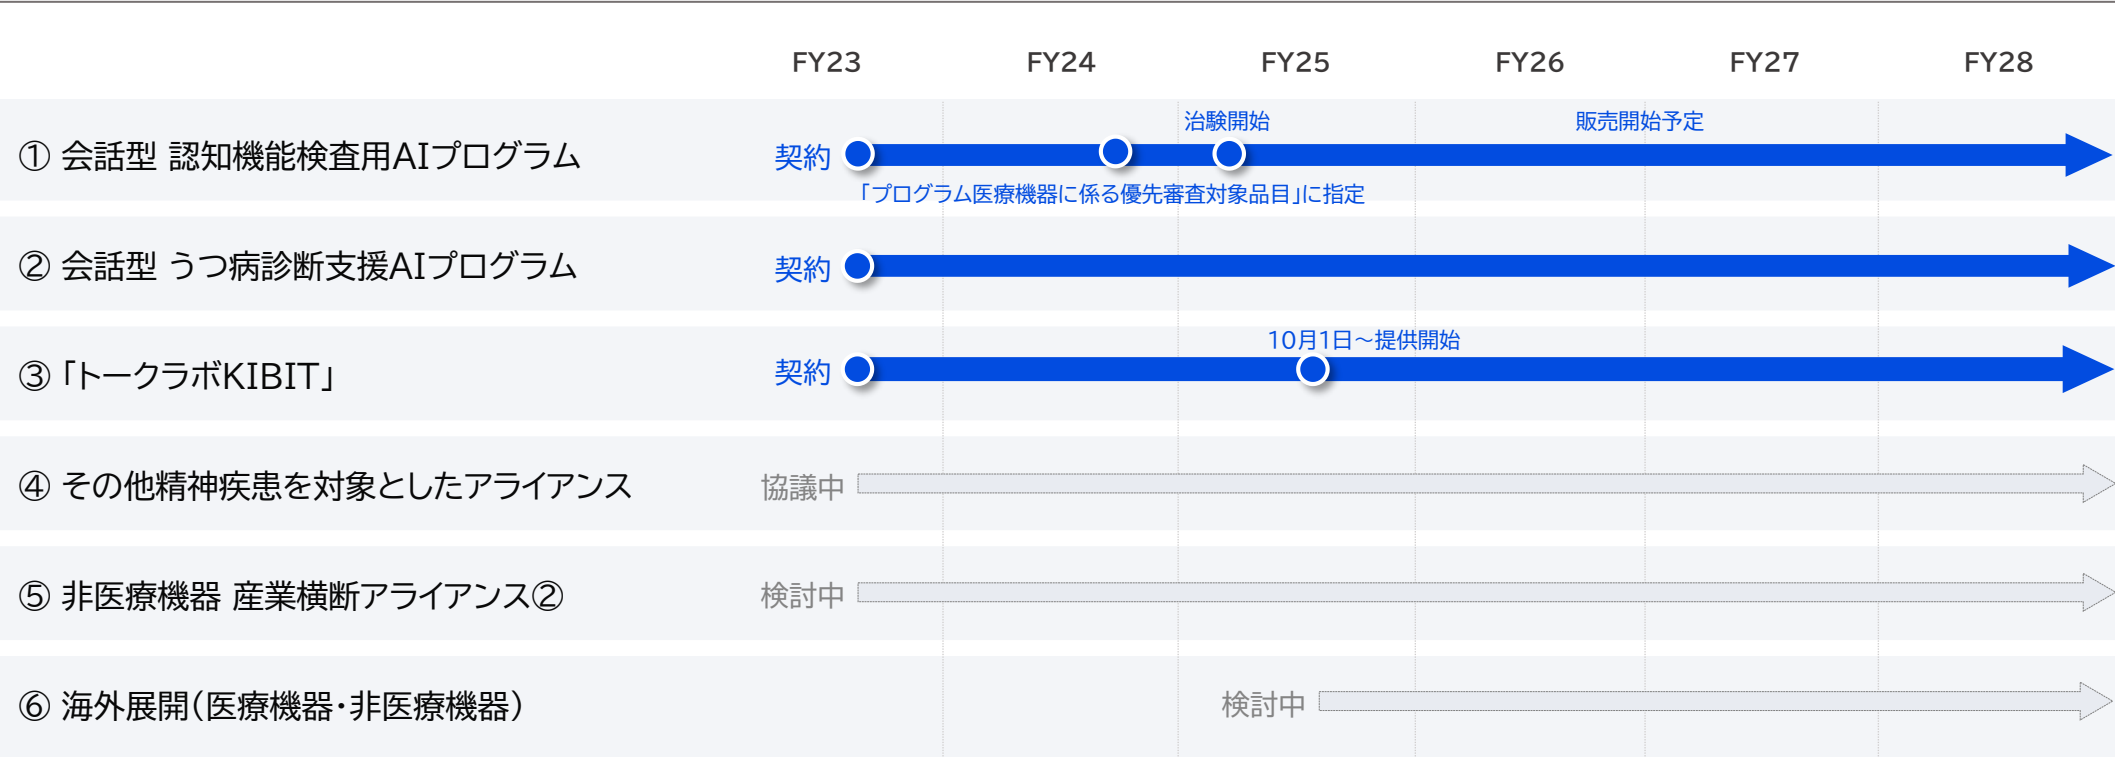 FY23 FY24 FY25 FY26 FY27 FY28
治験開始 販売開始予定
① 会話型 認知機能検査用AIプログラム 契約
「プログラム医療機器に係る優先審査対象品目」に指定
② 会話型 うつ病診断支援AIプログラム 契約
10月1日～提供開始
③ 「トークラボKIBIT」 契約
④ その他精神疾患を対象としたアライアンス 協議中
⑤ 非医療機器 産業横断アライアンス② 検討中
⑥ 海外展開(医療機器・非医療機器) 検討中